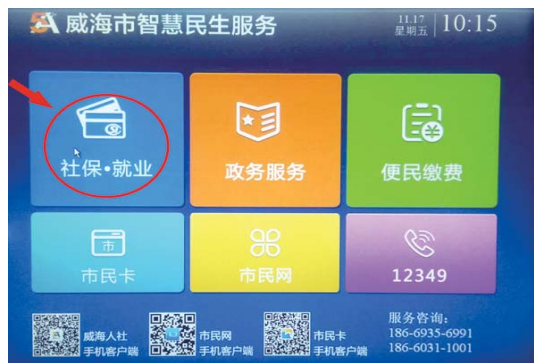 威海市智慧民生服务
11.17
星期五
10:15
社保•就业
政务服务
便民缴费
市
市民卡
市民网
12349
威海人社
手机客户端
市民网
手机客户端
市民卡
手机客户端
服务咨询:
186-6935-6991
186-6031-1001